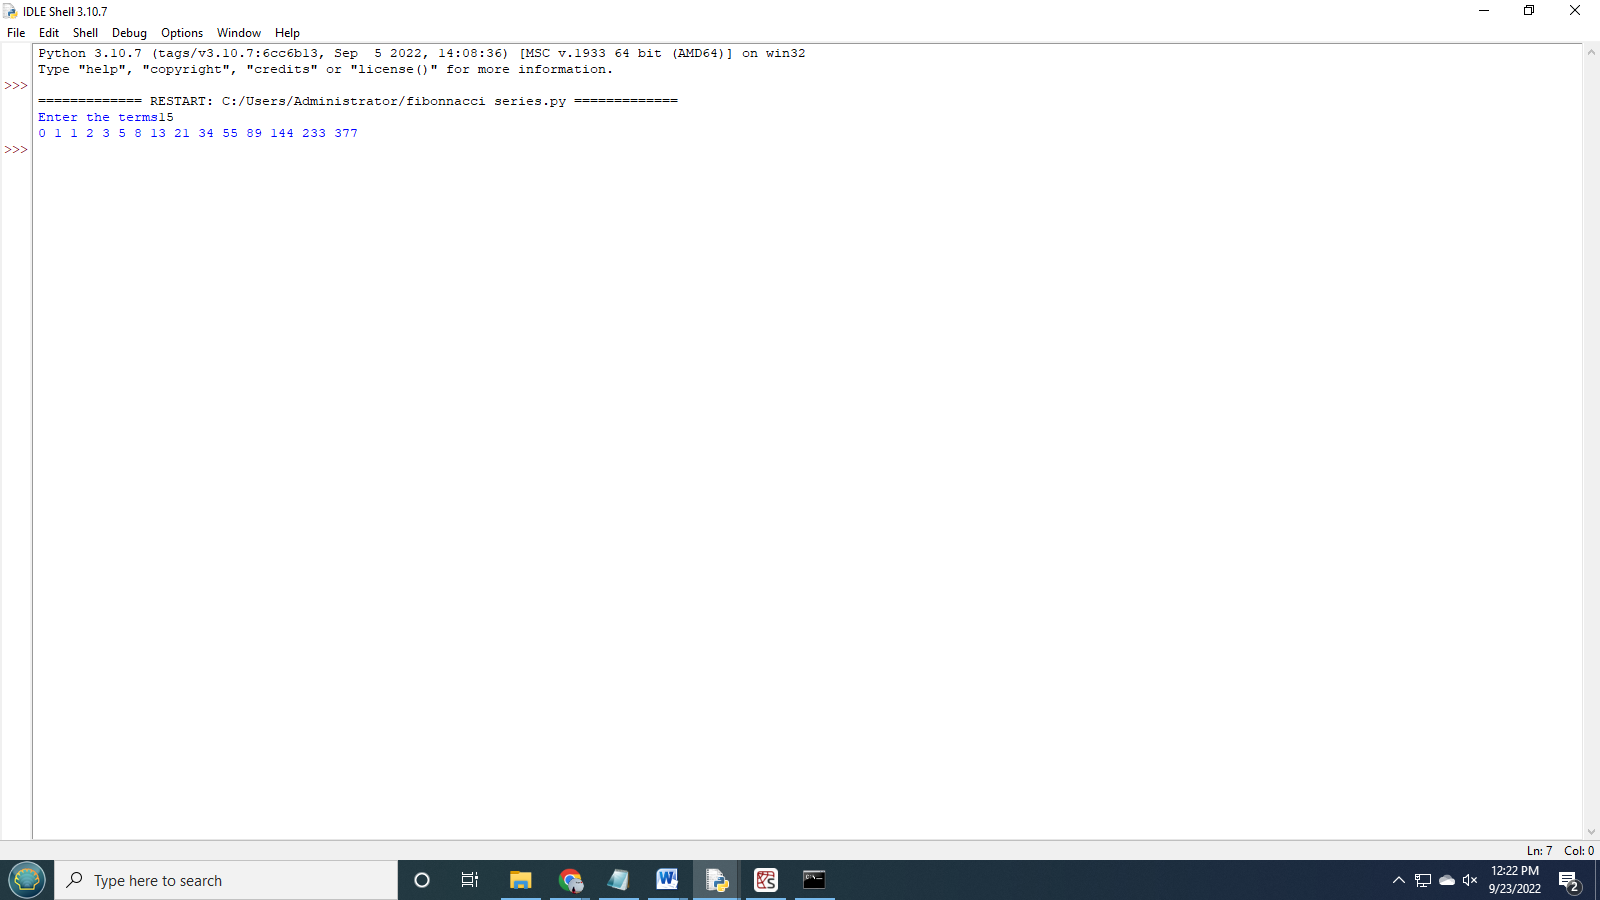 IDLE Shell 3.10.7
File Edit Shell Debug Options Window Help
Python 3.10.7 (tags/v3.10.7:6cc6b13, Sep  5 2022, 14:08:36) [MSC v.1933 64 bit (AMD64)] on win32
Type "help", "copyright", "credits" or "license()" for more information.
>>>
============= RESTART: C:/Users/Administrator/fibonnacci series.py =============
Enter the terms15
0 1 1 2 3 5 8 13 21 34 55 89 144 233 377
>>>
Ln: 7 Col: 0
Type here to search
12:22 PM
9/23/2022
2